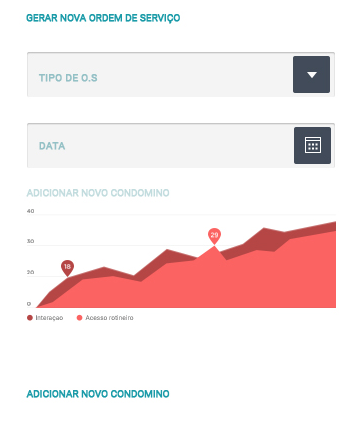 GERAR NOVA ORDEM DE SERVIÇO
TIPO DE O.S
DATA
ADICIONAR NOVO CONDOMINO
40
30
20
0
18
29
Interaçao
Acesso rotineiro
ADICIONAR NOVO CONDOMINO